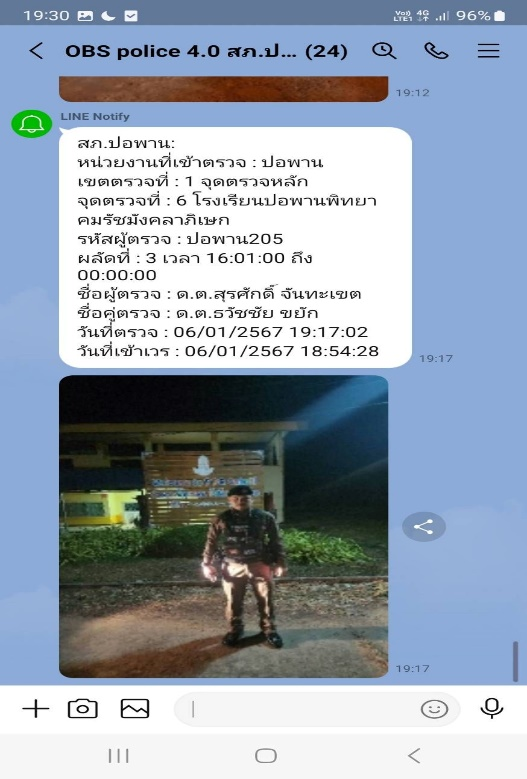 19:30
Vo)) 4G LTE1 96%
OBS police 4.0 สภ.ป... (24)
19:12
LINE Notify
สภ.ปอพาน:
หน่วยงานที่เข้าตรวจ : ปอพาน
เขตตรวจที่ : 1 จุดตรวจหลัก
จุดตรวจที่ : 6 โรงเรียนปอพานพิทยา
คมรัชมังคลาภิเษก
รหัสผู้ตรวจ : ปอพาน205
ผลัดที่ : 3 เวลา 16:01:00 ถึง
00:00:00
ชื่อผู้ตรวจ : ด.ต.สุรศักดิ์ จันทะเขต
ชื่อคู่ตรวจ : ด.ต.ธวัชชัย ขยัก
วันที่ตรวจ : 06/01/2567 19:17:02
วันที่เข้าเวร : 06/01/2567 18:54:28
19:17
19:17